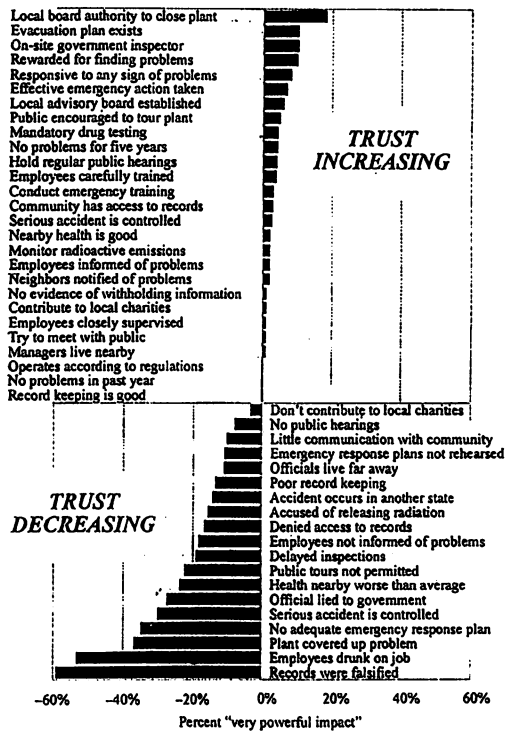 Local board authority to close plant
Evacuation plan exists
On-site government inspector
Rewarded for finding problems
Responsive to any sign of problems
Effective emergency action taken
Local advisory board established
Public encouraged to tour plant
Mandatory drug testing
No problems for five years
Hold regular public hearings
Employees carefully trained
Conduct emergency training
Community has access to records
Serious accident is controlled
Nearby health is good
Monitor radioactive emissions
Employees informed of problems
Neighbors notified of problems
No evidence of withholding information
Contribute to local charities
Employees closely supervised
Try to meet with public
Managers live nearby
Operates according to regulations
No problems in past year
Record keeping is good
TRUST
INCREASING
Don't contribute to local charities
No public hearings
Little communication with community
Emergency response plans not rehearsed
Officials live far away
Poor record keeping
Accident occurs in another state
Accused of releasing radiation
Denied access to records
Employees not informed of problems
Delayed inspections
Public tours not permitted
Health nearby worse than average
Official lied to government
Serious accident is controlled
No adequate emergency response plan
Plant covered up problem
Employees drunk on job
Records were falsified
TRUST
DECREASING
–60% –40% –20% 0% 20% 40% 60%
Percent "very powerful impact"